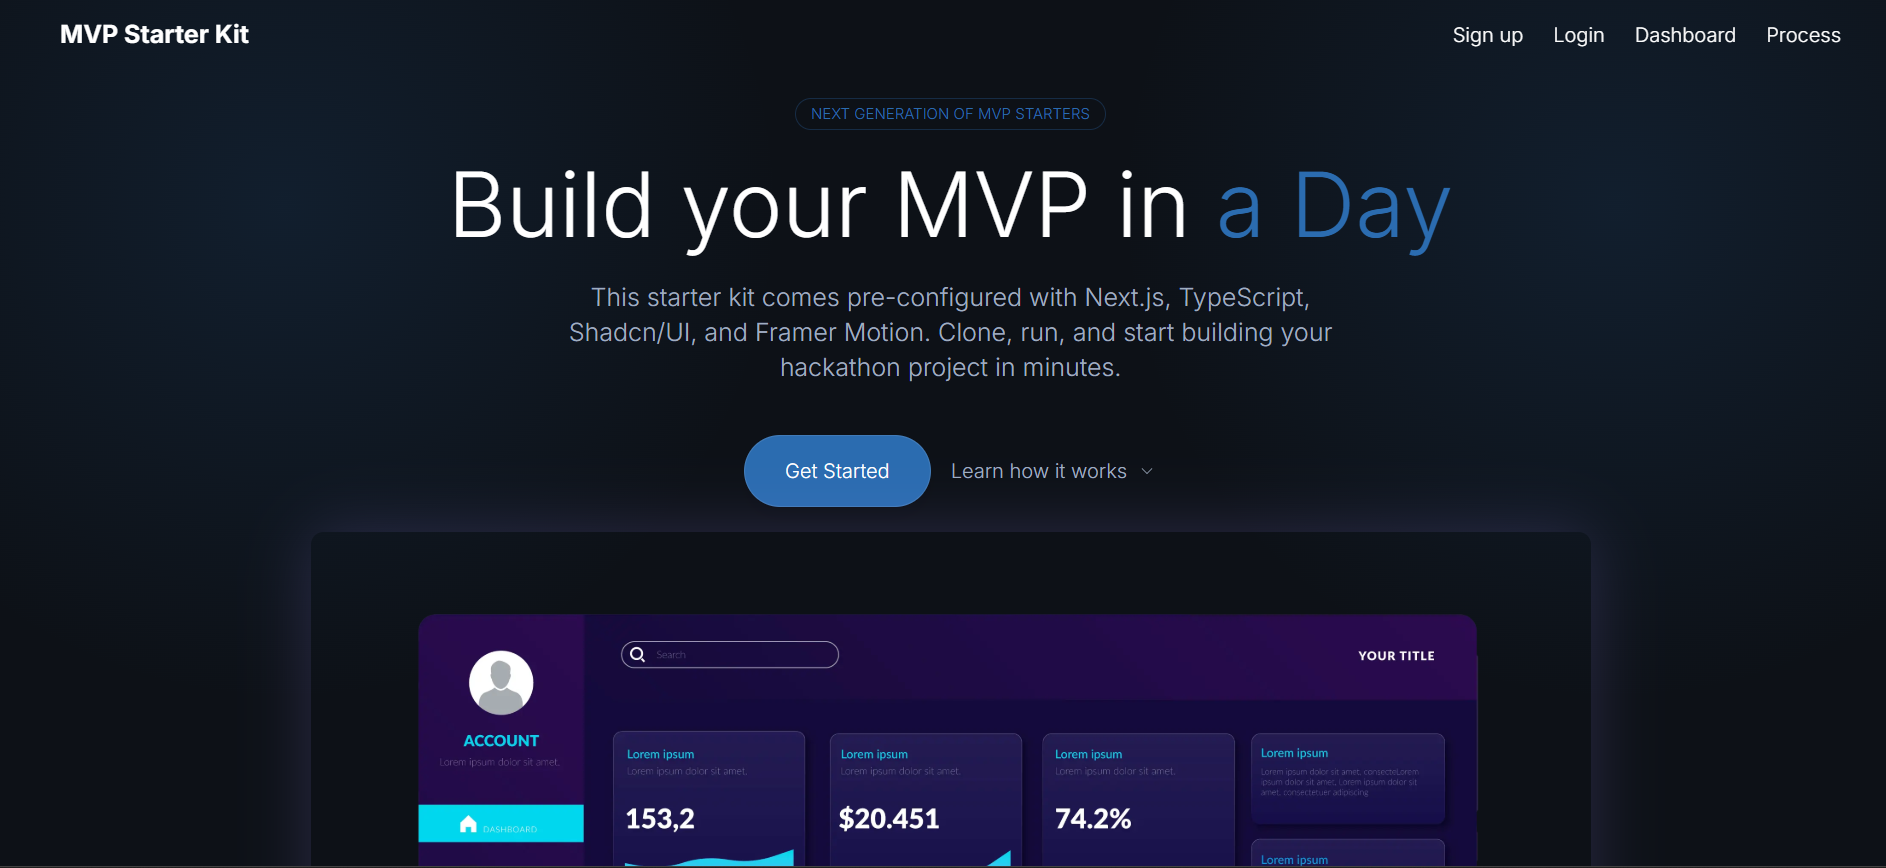 MVP Starter Kit
Sign up Login Dashboard Process
NEXT GENERATION OF MVP STARTERS
Build your MVP in a Day
This starter kit comes pre-configured with Next.js, TypeScript,
Shadcn/UI, and Framer Motion. Clone, run, and start building your
hackathon project in minutes.
Get Started
Learn how it works
Search
YOUR TITLE
ACCOUNT
Lorem ipsum dolor sit amet,
DASHBOARD
Lorem ipsum
Lorem ipsum dolor sit amet,
153,2
Lorem ipsum
Lorem ipsum dolor sit amet,
$20.451
Lorem ipsum
Lorem ipsum dolor sit amet,
74.2%
Lorem ipsum
Lorem ipsum dolor sit amet, consecteLorem
ipsum dolor sit amet, Lorem ipsum dolor sit
amet, consectetuer adipiscing
Lorem ipsum